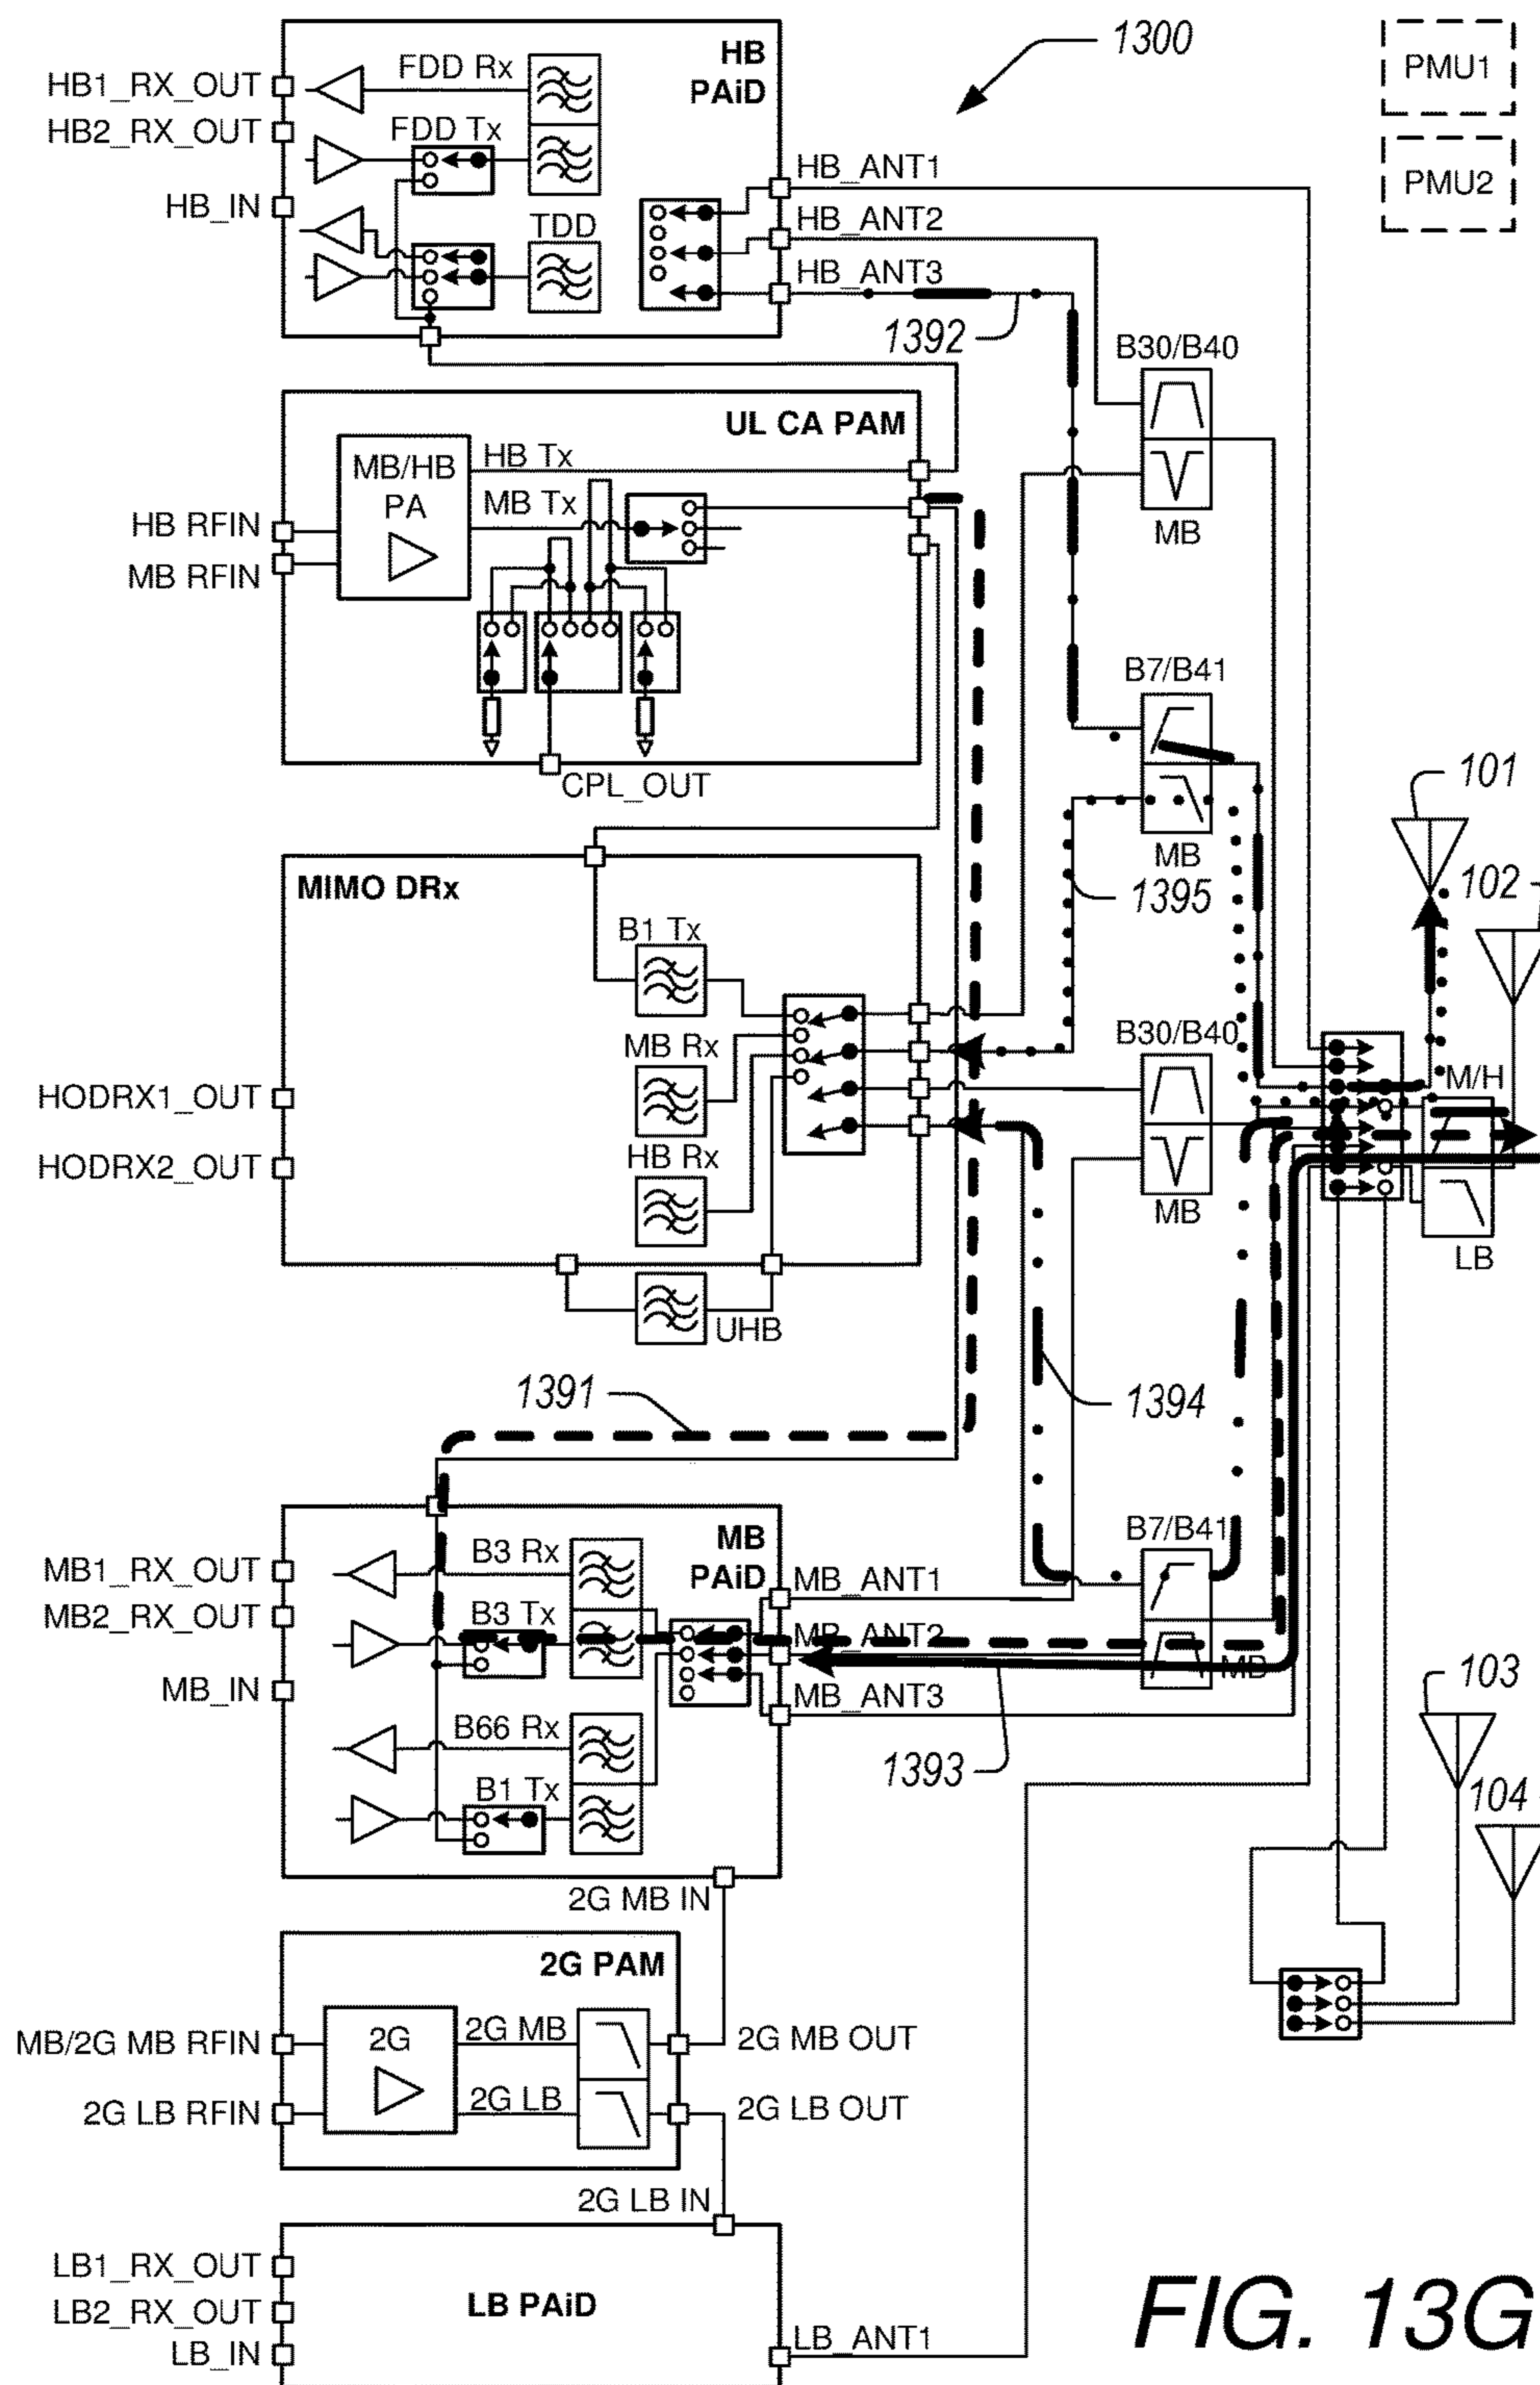 1300
PMU1
PMU2
HB
PAiD
HB1_RX_OUT
HB2_RX_OUT
HB_IN
FDD Rx
FDD Tx
TDD
HB_ANT1
HB_ANT2
HB_ANT3
1392
B30/B40
MB
UL CA PAM
MB/HB
PA
HB Tx
MB Tx
HB RFIN
MB RFIN
CPL_OUT
B7/B41
MB
101
102
1395
MIMO DRx
B1 Tx
MB Rx
HB Rx
HODRX1_OUT
HODRX2_OUT
UHB
B30/B40
MB
M/H
LB
1391
1394
MB
PAiD
MB1_RX_OUT
MB2_RX_OUT
MB_IN
B3 Rx
B3 Tx
B66 Rx
B1 Tx
MB_ANT1
MB_ANT2
MB_ANT3
B7/B41
MB
1393
103
104
2G MB IN
2G PAM
MB/2G MB RFIN
2G LB RFIN
2G
2G MB
2G LB
2G MB OUT
2G LB OUT
2G LB IN
LB1_RX_OUT
LB2_RX_OUT
LB_IN
LB PAiD
LB_ANT1
FIG. 13G